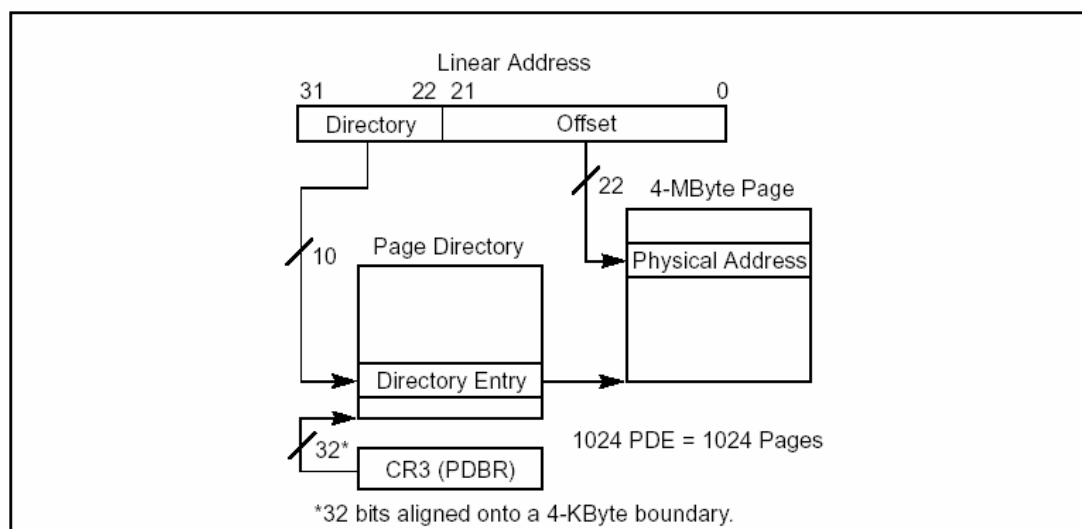 Linear Address
31 22 21 0
Directory Offset
22
4-MByte Page
10
Page Directory
Physical Address
Directory Entry
1024 PDE = 1024 Pages
32*
CR3 (PDBR)
*32 bits aligned onto a 4-KByte boundary.